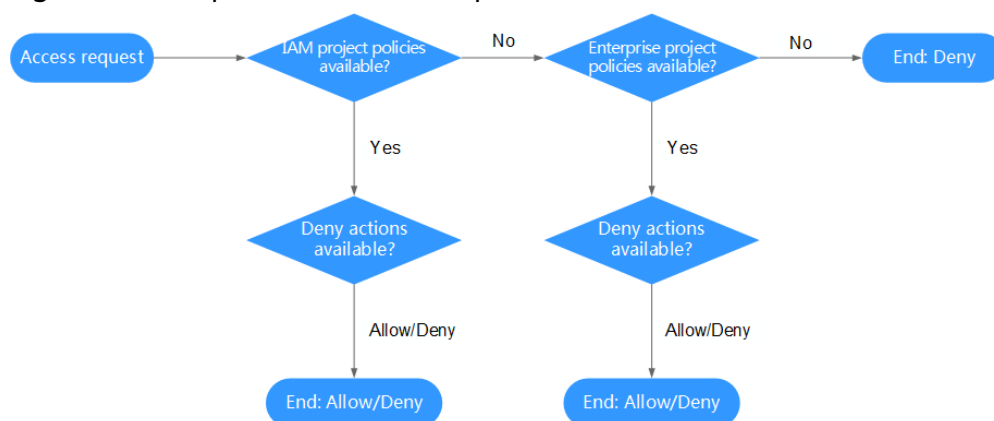 Access request
IAM project policies
available?
No
Enterprise project
policies available?
No
End: Deny
Yes
Yes
Deny actions
available?
Deny actions
available?
Allow/Deny
Allow/Deny
End: Allow/Deny
End: Allow/Deny